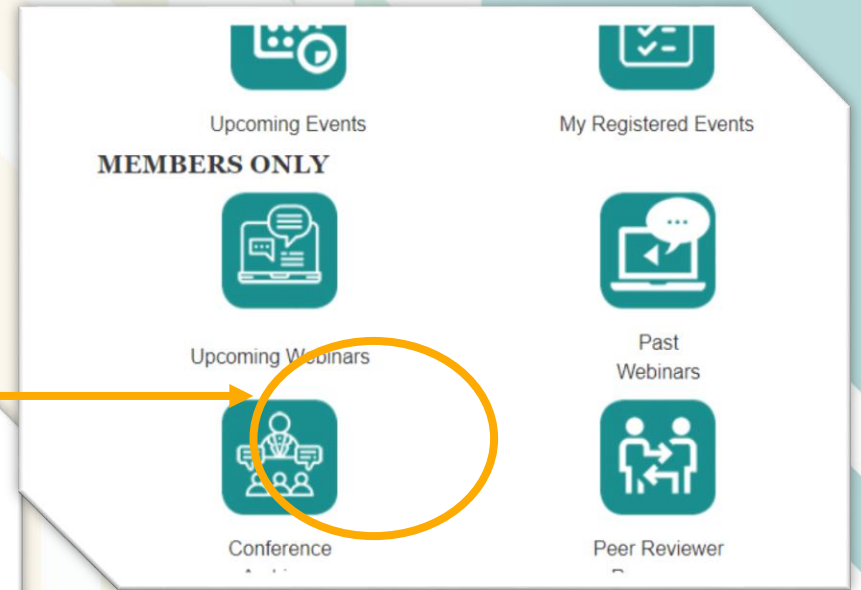 Upcoming Events
My Registered Events
MEMBERS ONLY
Upcoming Webinars
Past
Webinars
Conference
Peer Reviewer